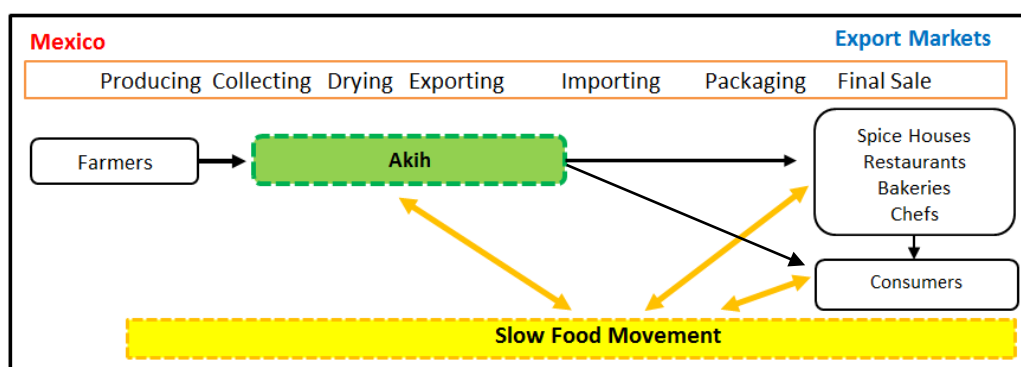 Mexico Export Markets
Producing Collecting Drying Exporting Importing Packaging Final Sale
Farmers
Akih
Spice Houses
Restaurants
Bakeries
Chefs
Consumers
Slow Food Movement